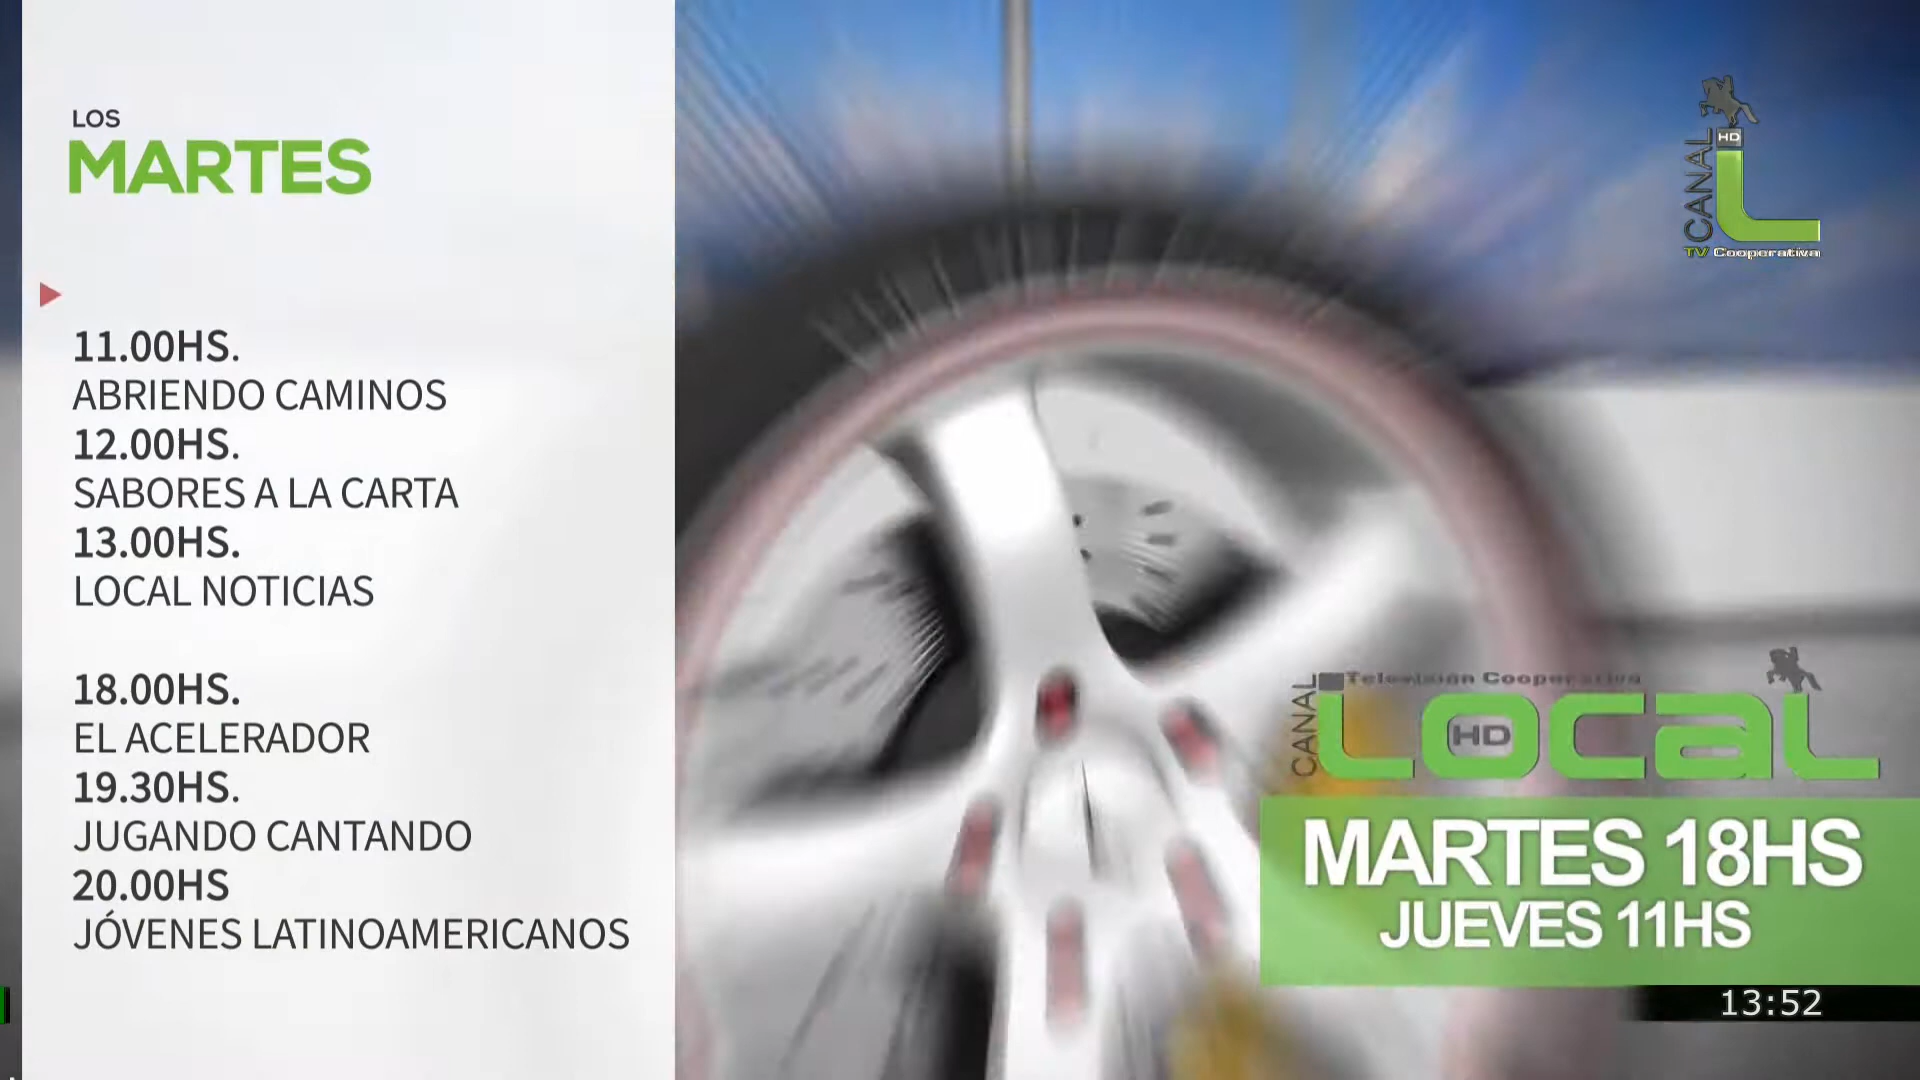 LOS
MARTES
11.00HS.
ABRIENDO CAMINOS
12.00HS.
SABORES A LA CARTA
13.00HS.
LOCAL NOTICIAS
18.00HS.
EL ACELERADOR
19.30HS.
JUGANDO CANTANDO
20.00HS
JÓVENES LATINOAMERICANOS
CANAL
HD
L
TV Cooperativa
Televisión Cooperativa
CANAL
LOCAL
HD
MARTES 18HS
JUEVES 11HS
13:52